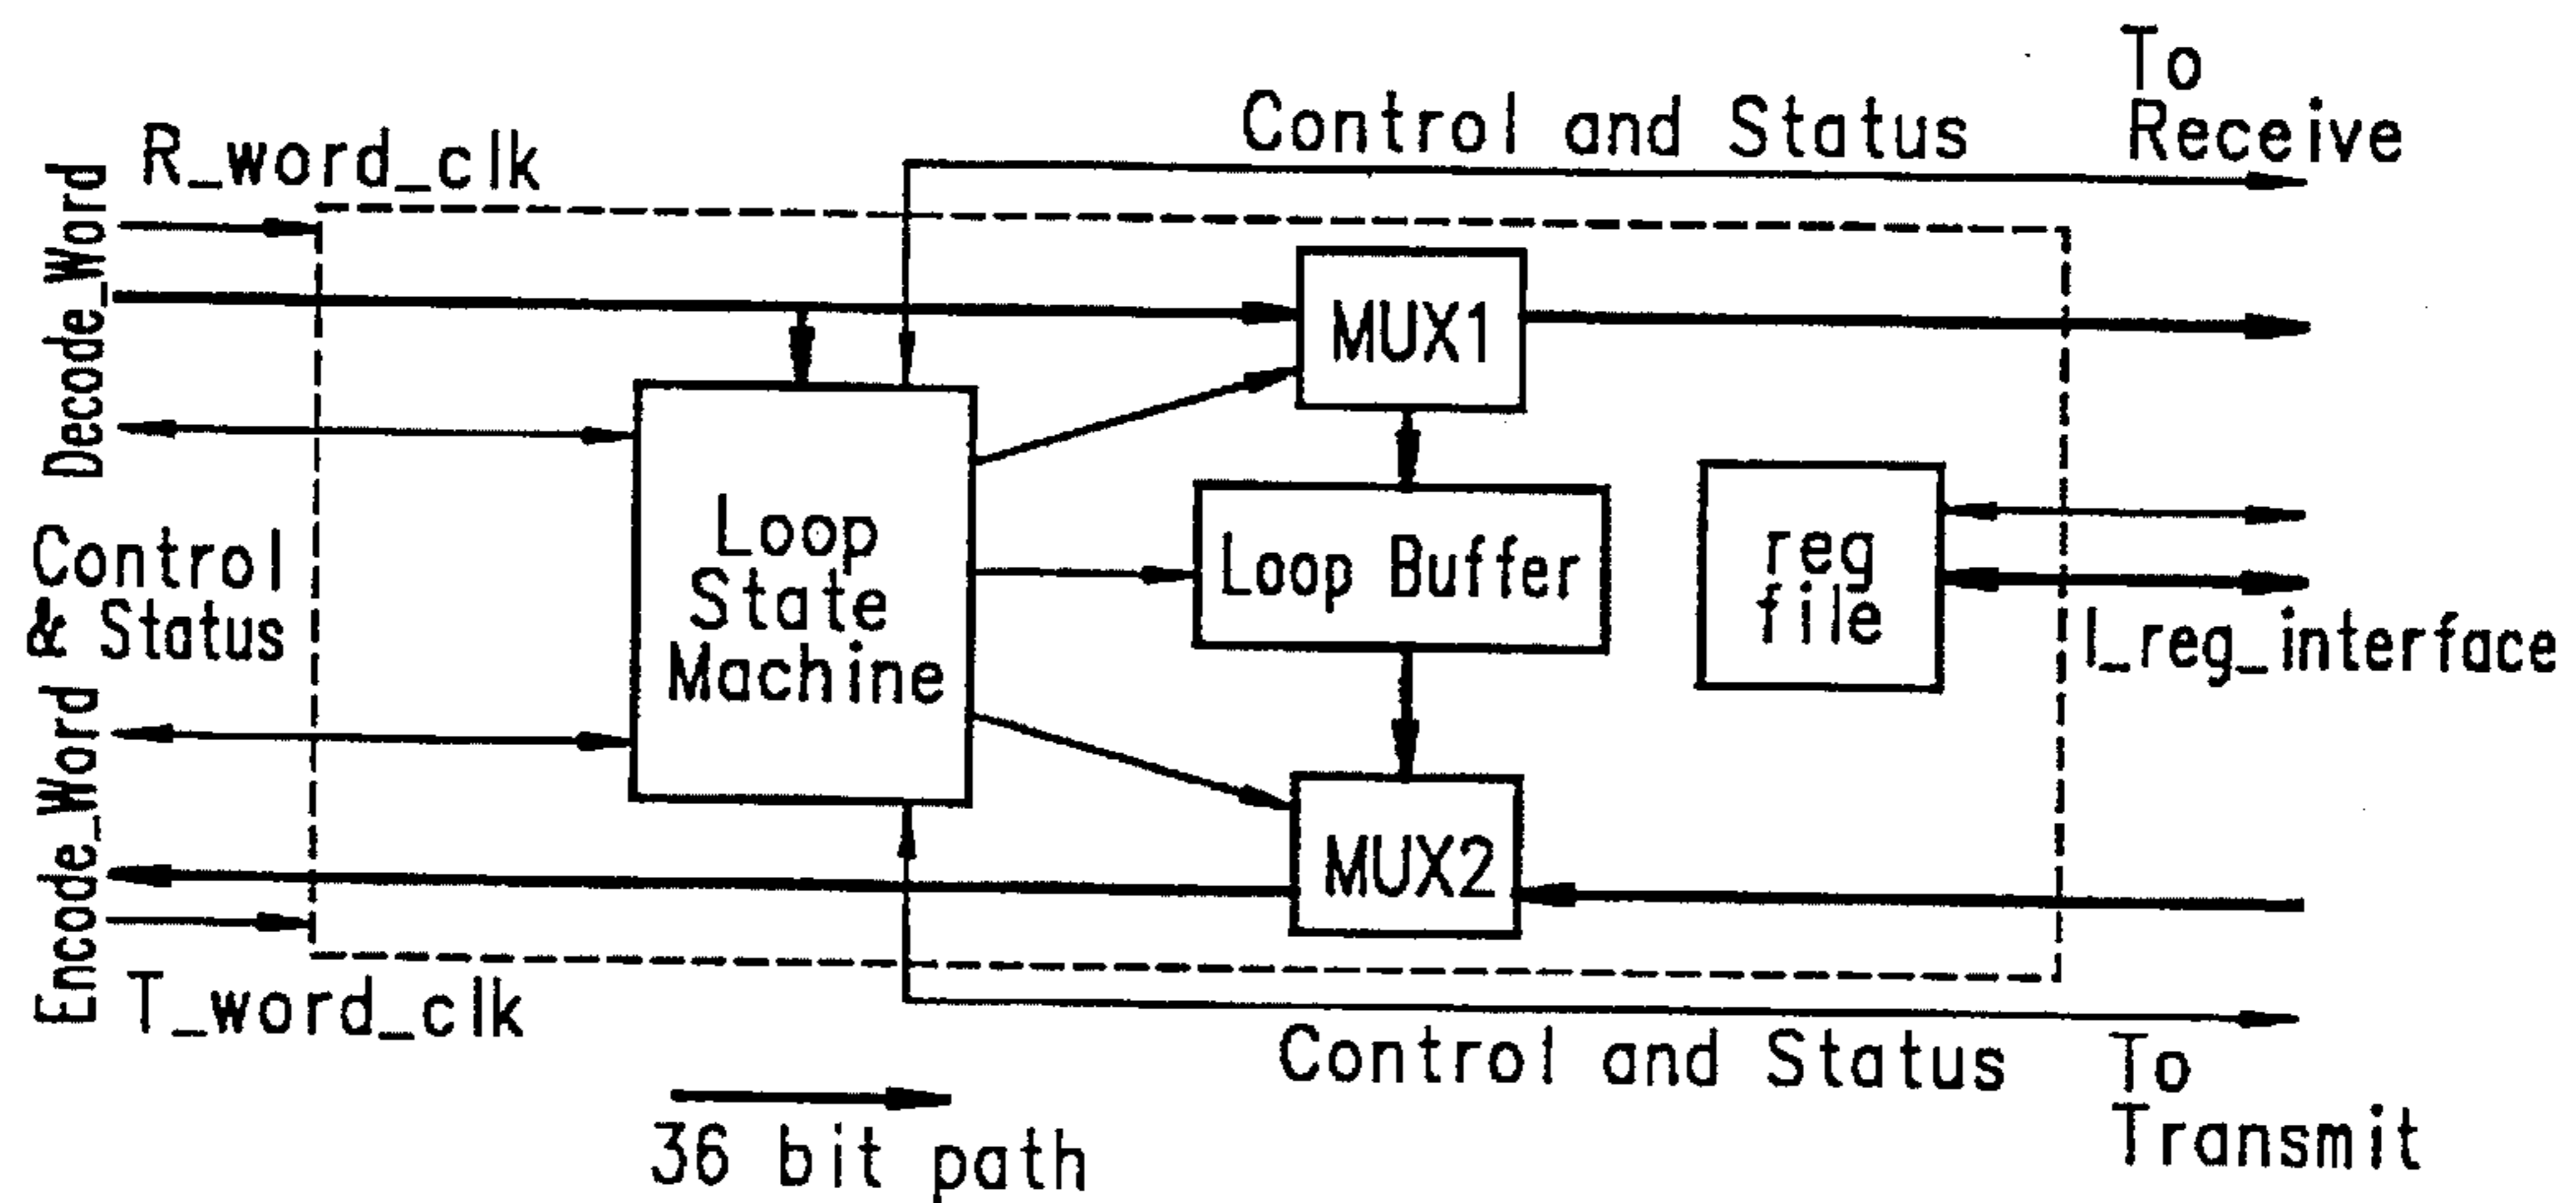 To
Receive
Control and Status
R_word_clk
Decode_Word
MUX1
Control
& Status
Loop
State
Machine
Loop Buffer
reg
file
l_reg_interface
MUX2
Encode_Word
T_word_clk
Control and Status
To
Transmit
36 bit path